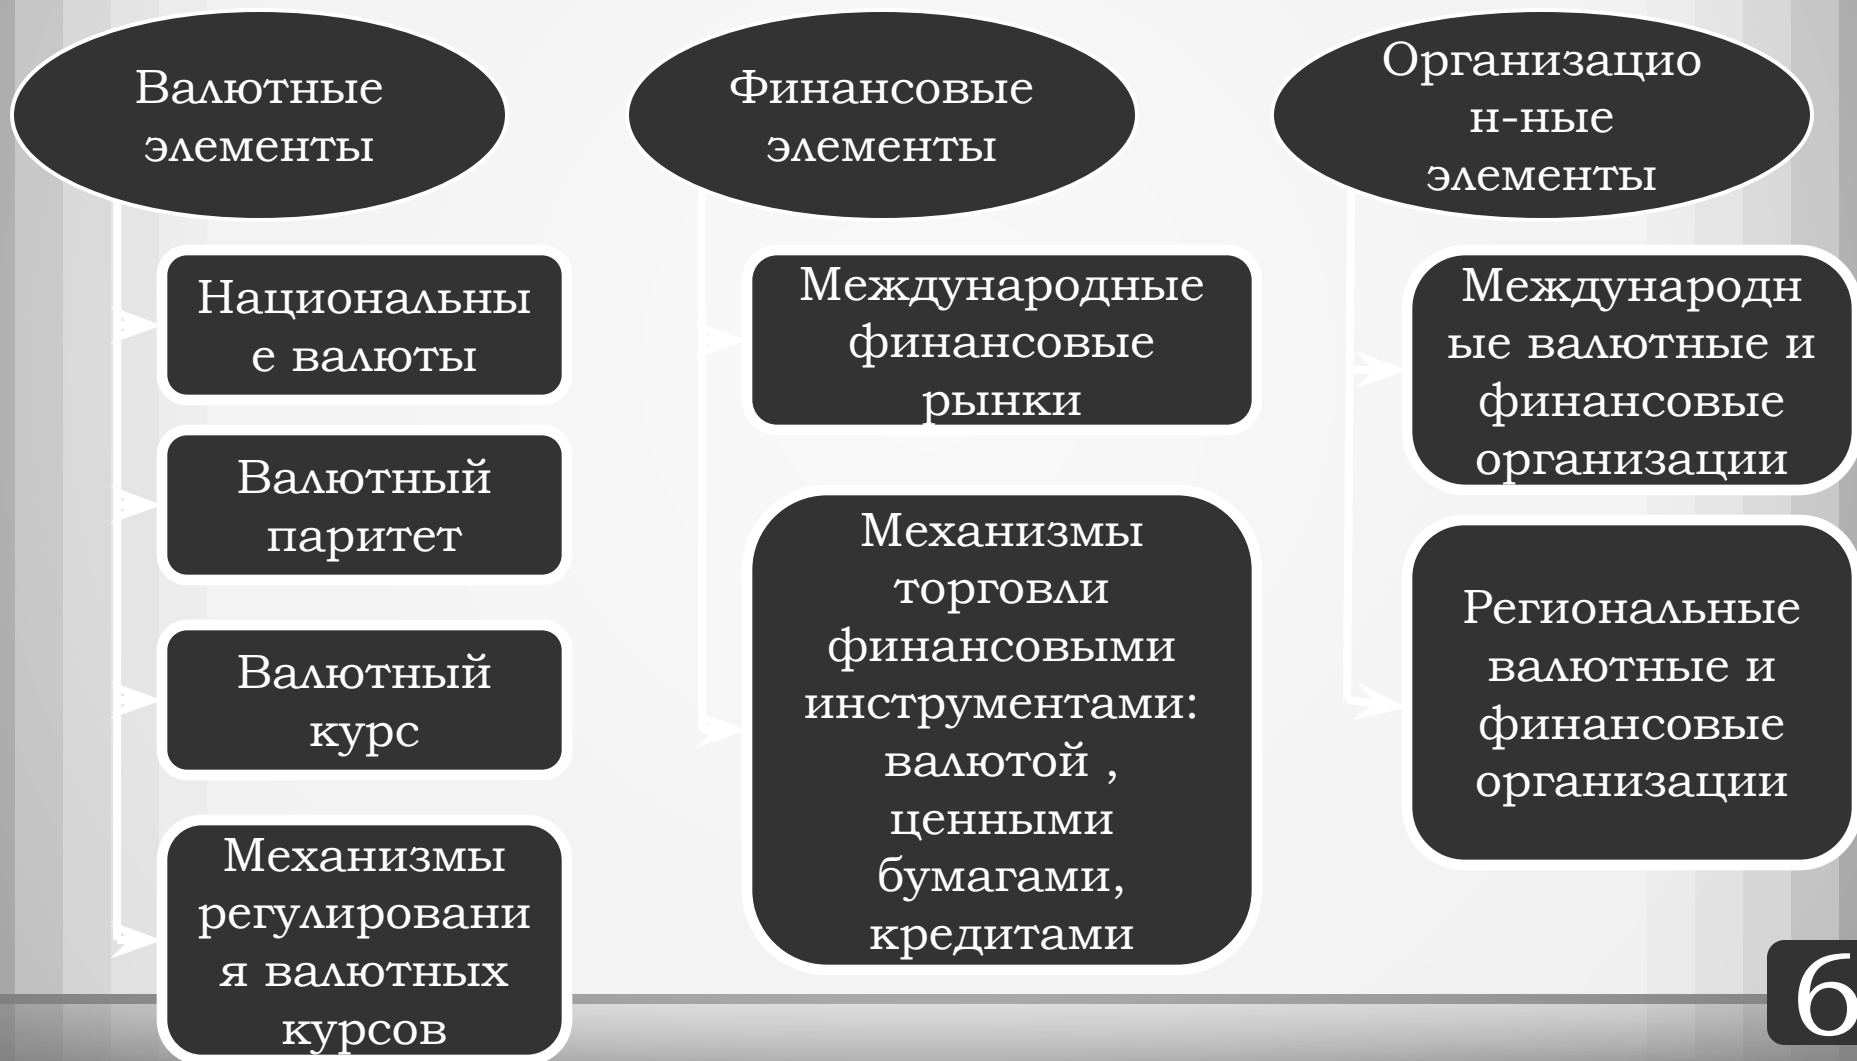 Валютные
элементы
Национальны
е валюты
Валютный
паритет
Валютный
курс
Механизмы
регулировани
я валютных
курсов
Финансовые
элементы
Международные
финансовые
рынки
Механизмы
торговли
финансовыми
инструментами:
валютой ,
ценными
бумагами,
кредитами
Организацио
н-ные
элементы
Международн
ые валютные и
финансовые
организации
Региональные
валютные и
финансовые
организации
6